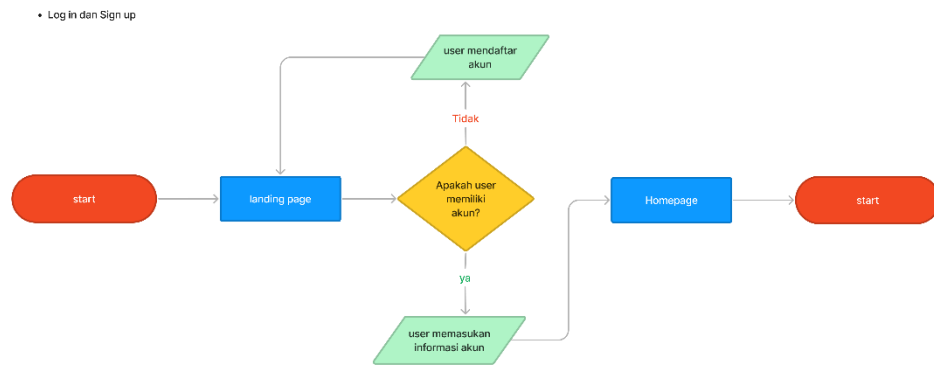 • Log in dan Sign up
user mendaftar
akun
Tidak
start
landing page
Apakah user
memiliki
akun?
Homepage
start
ya
user memasukan
informasi akun